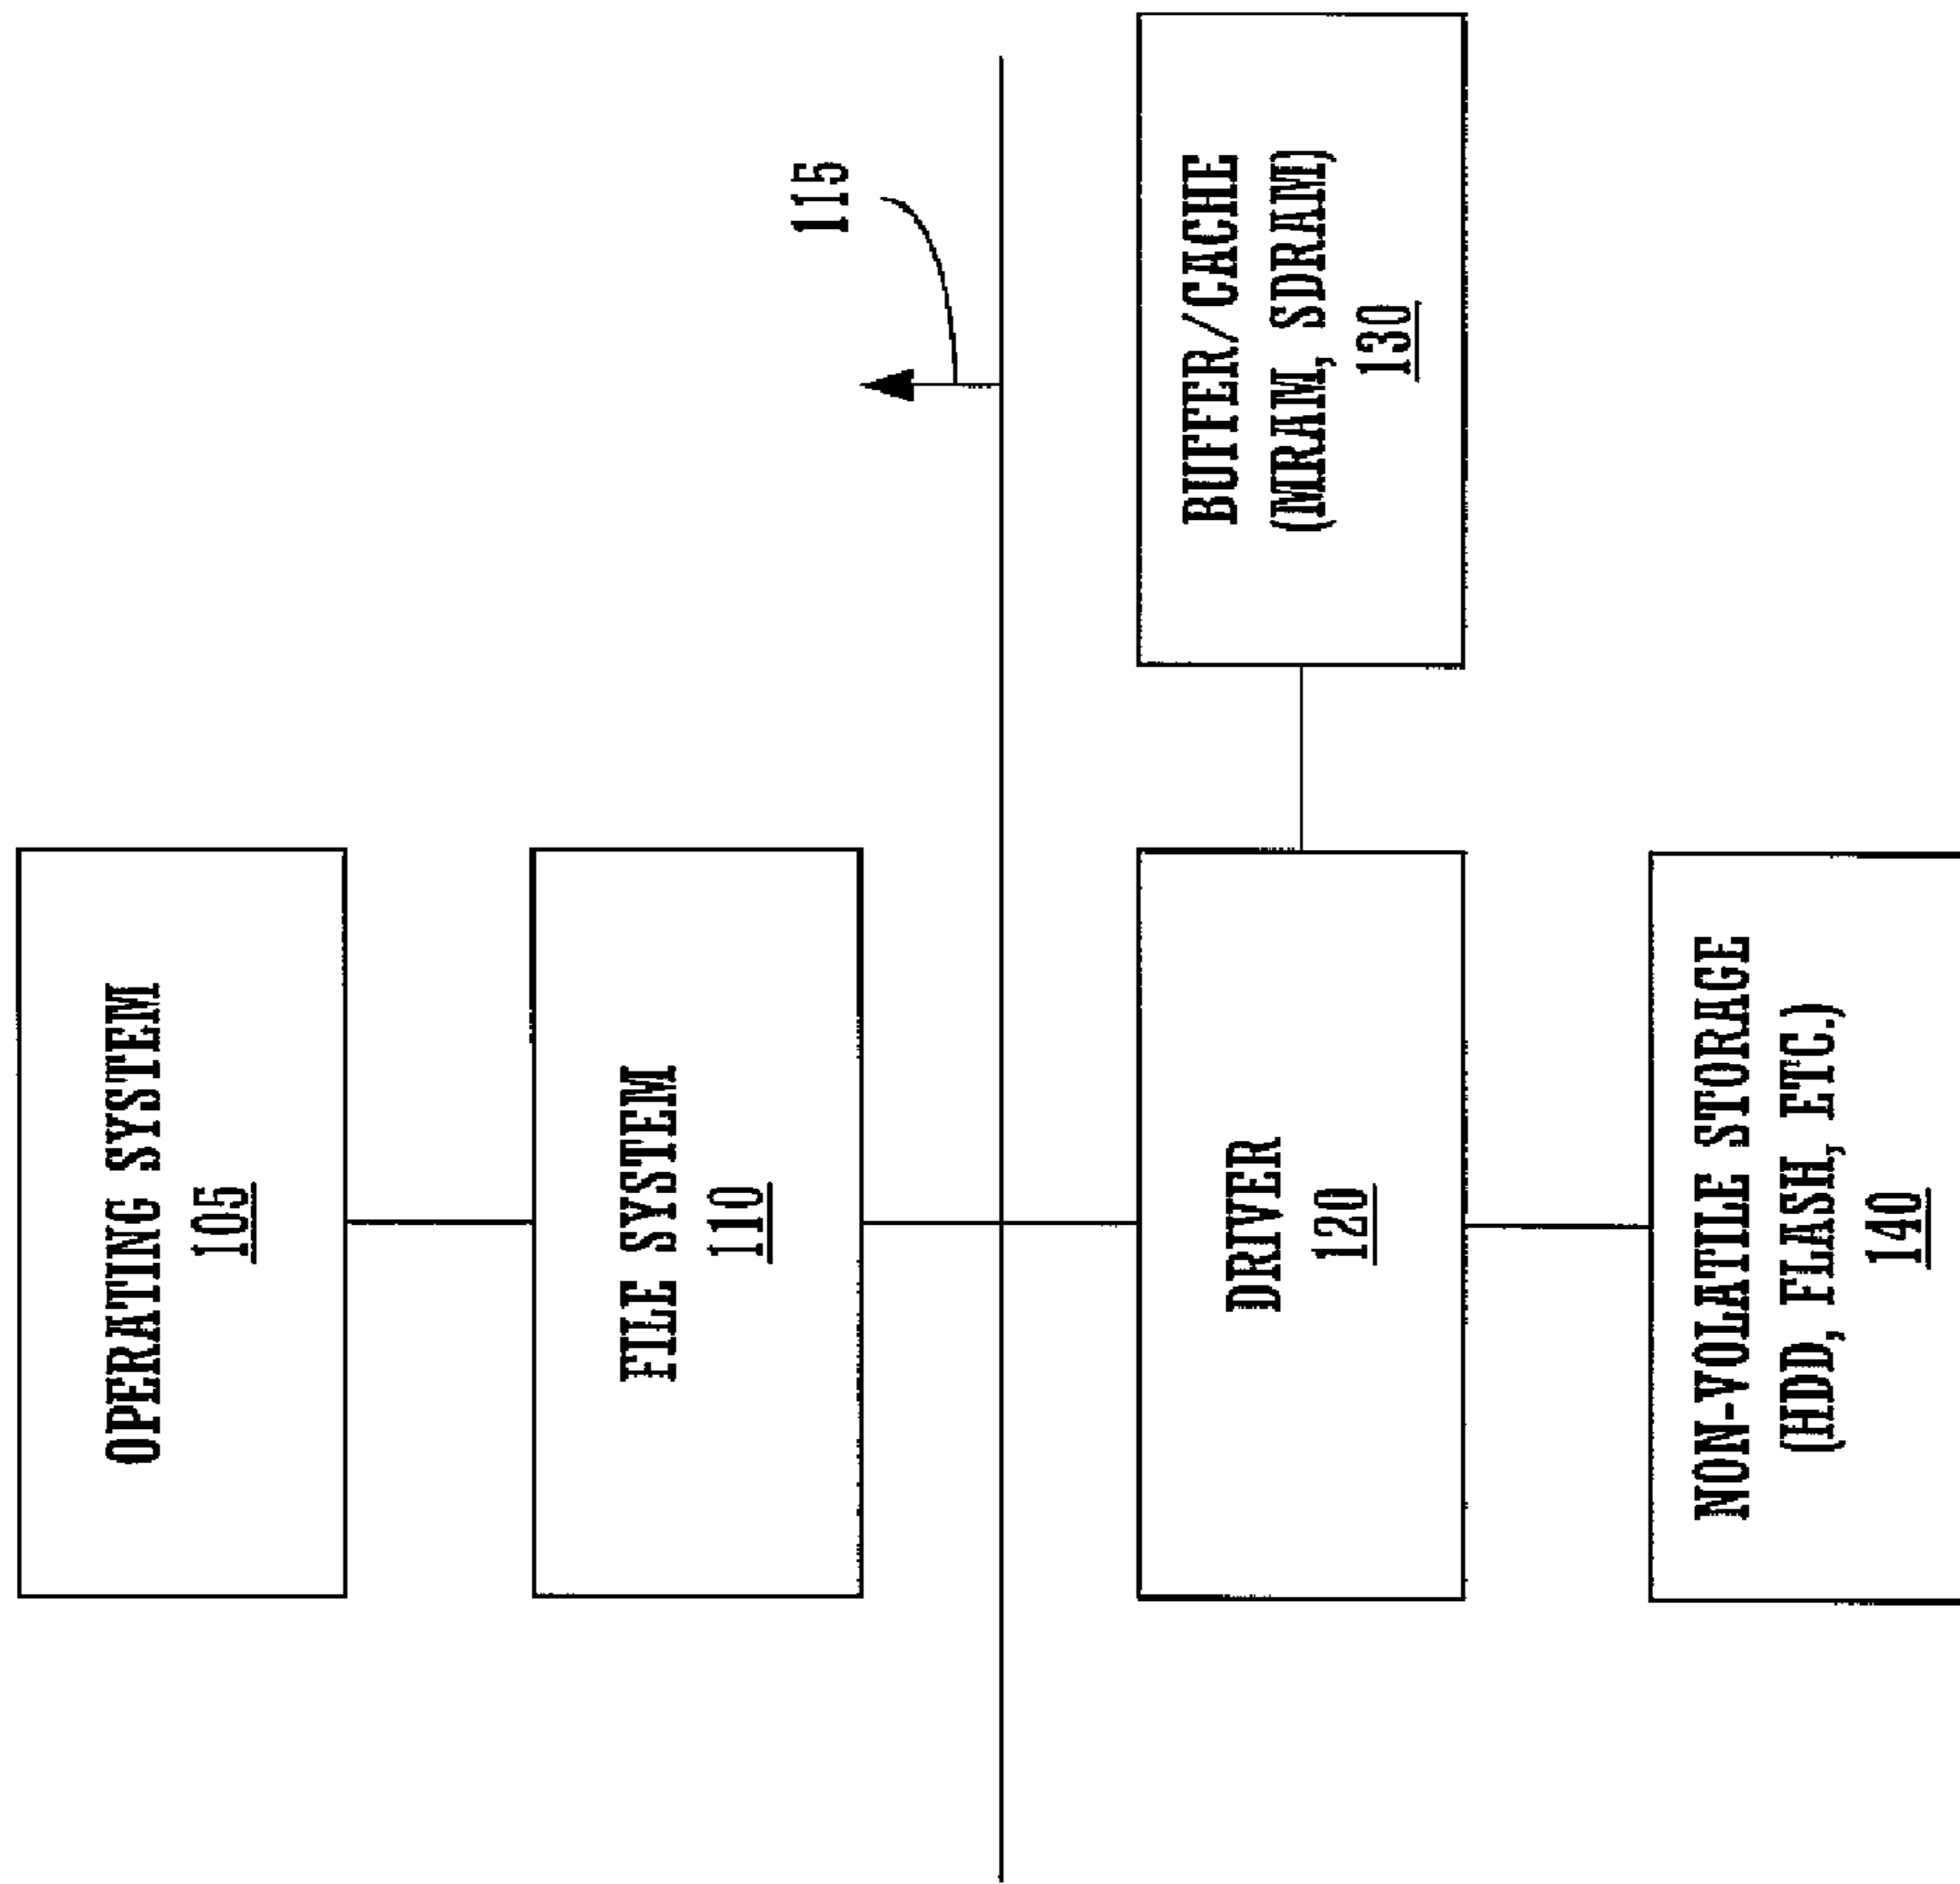 OPERATING SYSTEM
105
FILE SYSTEM
110
115
DRIVER
120
BUFFER/CACHE
(MRAM, SDRAM)
130
NON-VOLATILE STORAGE
(HDD, FLASH, ETC.)
140